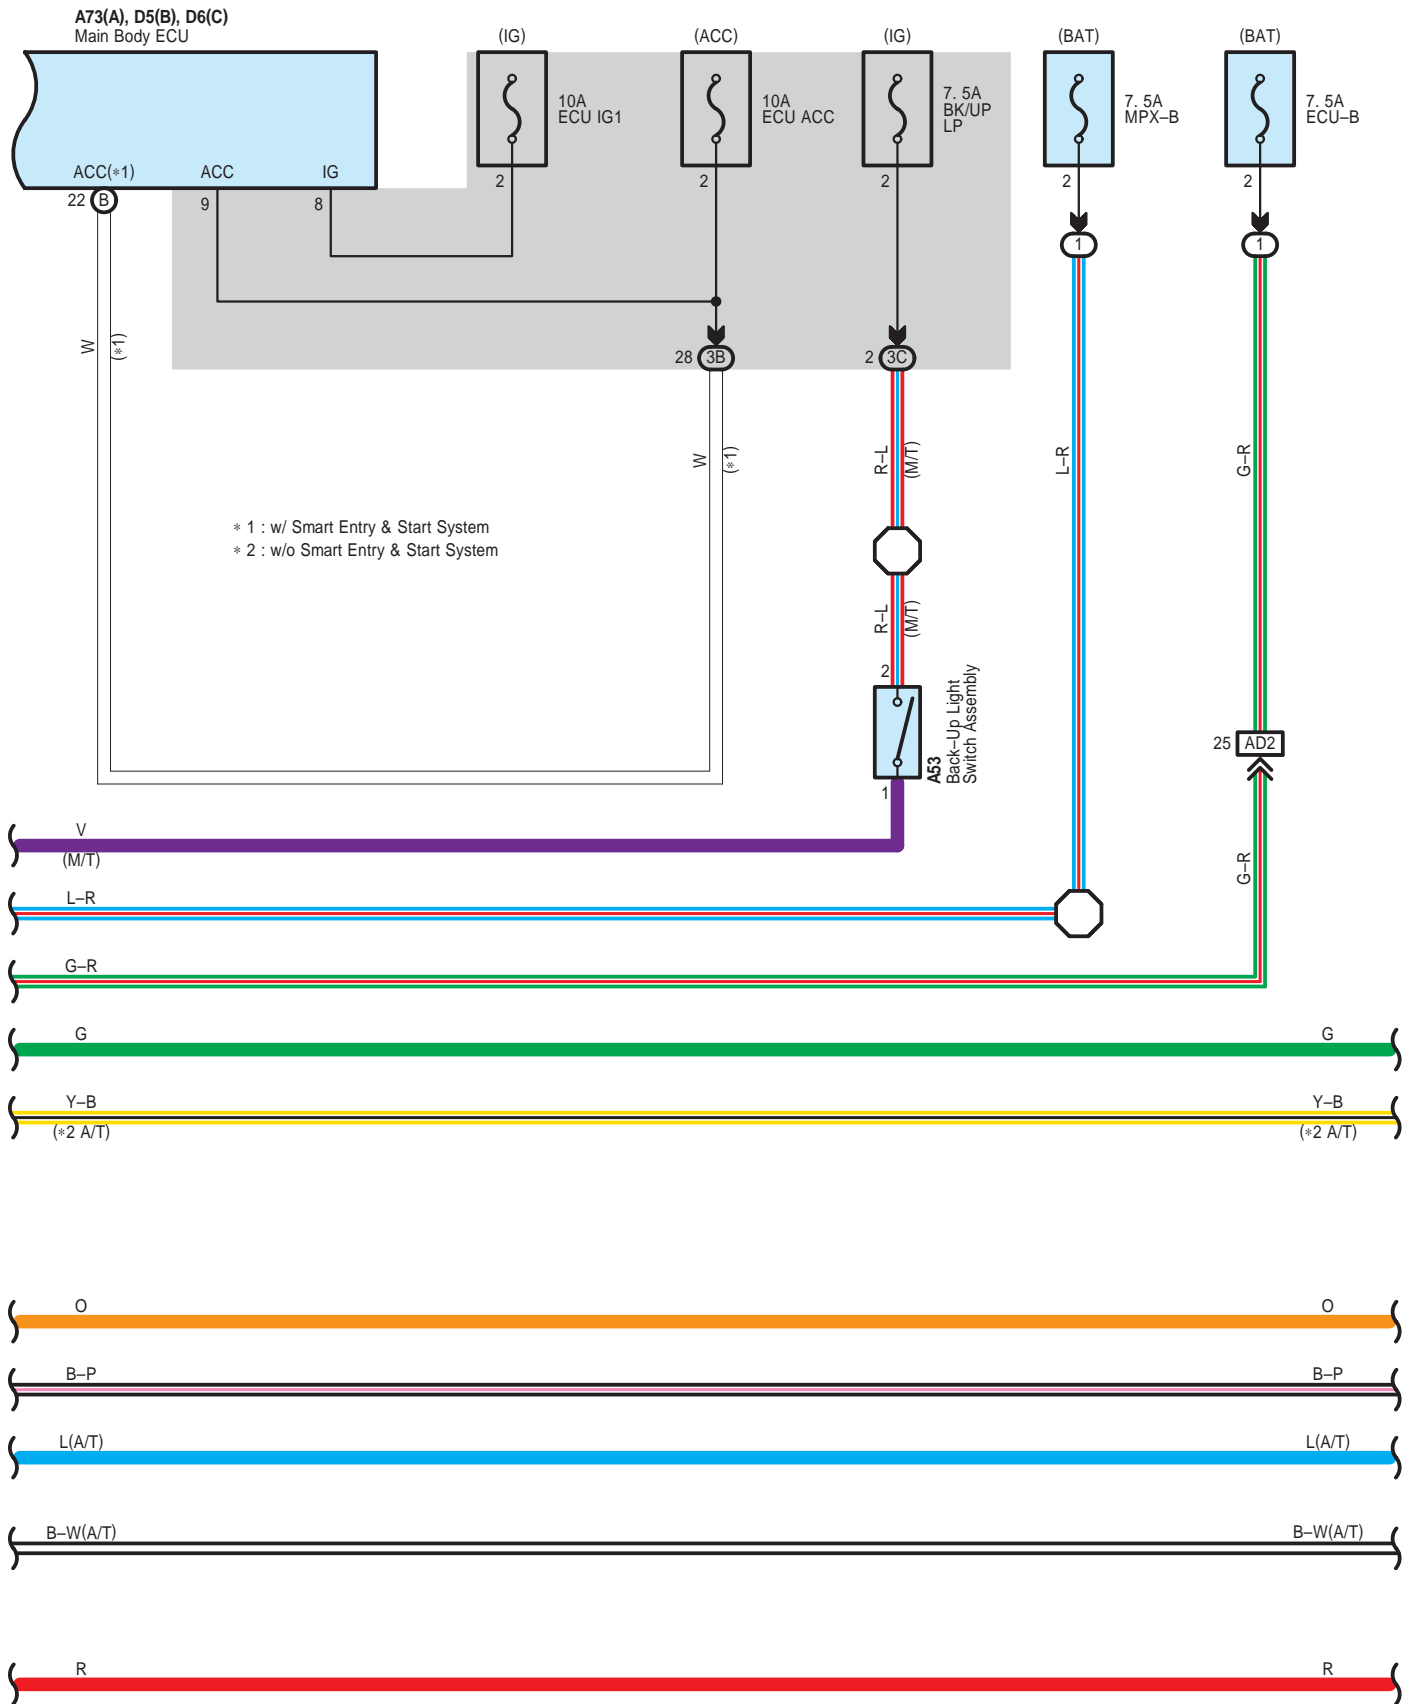 A73(A), D5(B), D6(C)
Main Body ECU
(IG)
(ACC)
(IG)
(BAT)
(BAT)
10A
ECU IG1
10A
ECU ACC
7. 5A
BK/UP
LP
7. 5A
MPX–B
7. 5A
ECU–B
ACC(∗1)
ACC
IG
2
2
2
2
2
22
B
9
8
1
1
W
(∗1)
28
3B
2
3C
W
(∗1)
R–L
(M/T)
L–R
G–R
∗ 1 : w/ Smart Entry & Start System
∗ 2 : w/o Smart Entry & Start System
R–L
(M/T)
2
A53
Back–Up Light
Switch Assembly
1
25
AD2
G–R
V
(M/T)
L–R
G–R
G
G
Y–B
Y–B
(∗2 A/T)
(∗2 A/T)
O
O
B–P
B–P
L(A/T)
L(A/T)
B–W(A/T)
B–W(A/T)
R
R